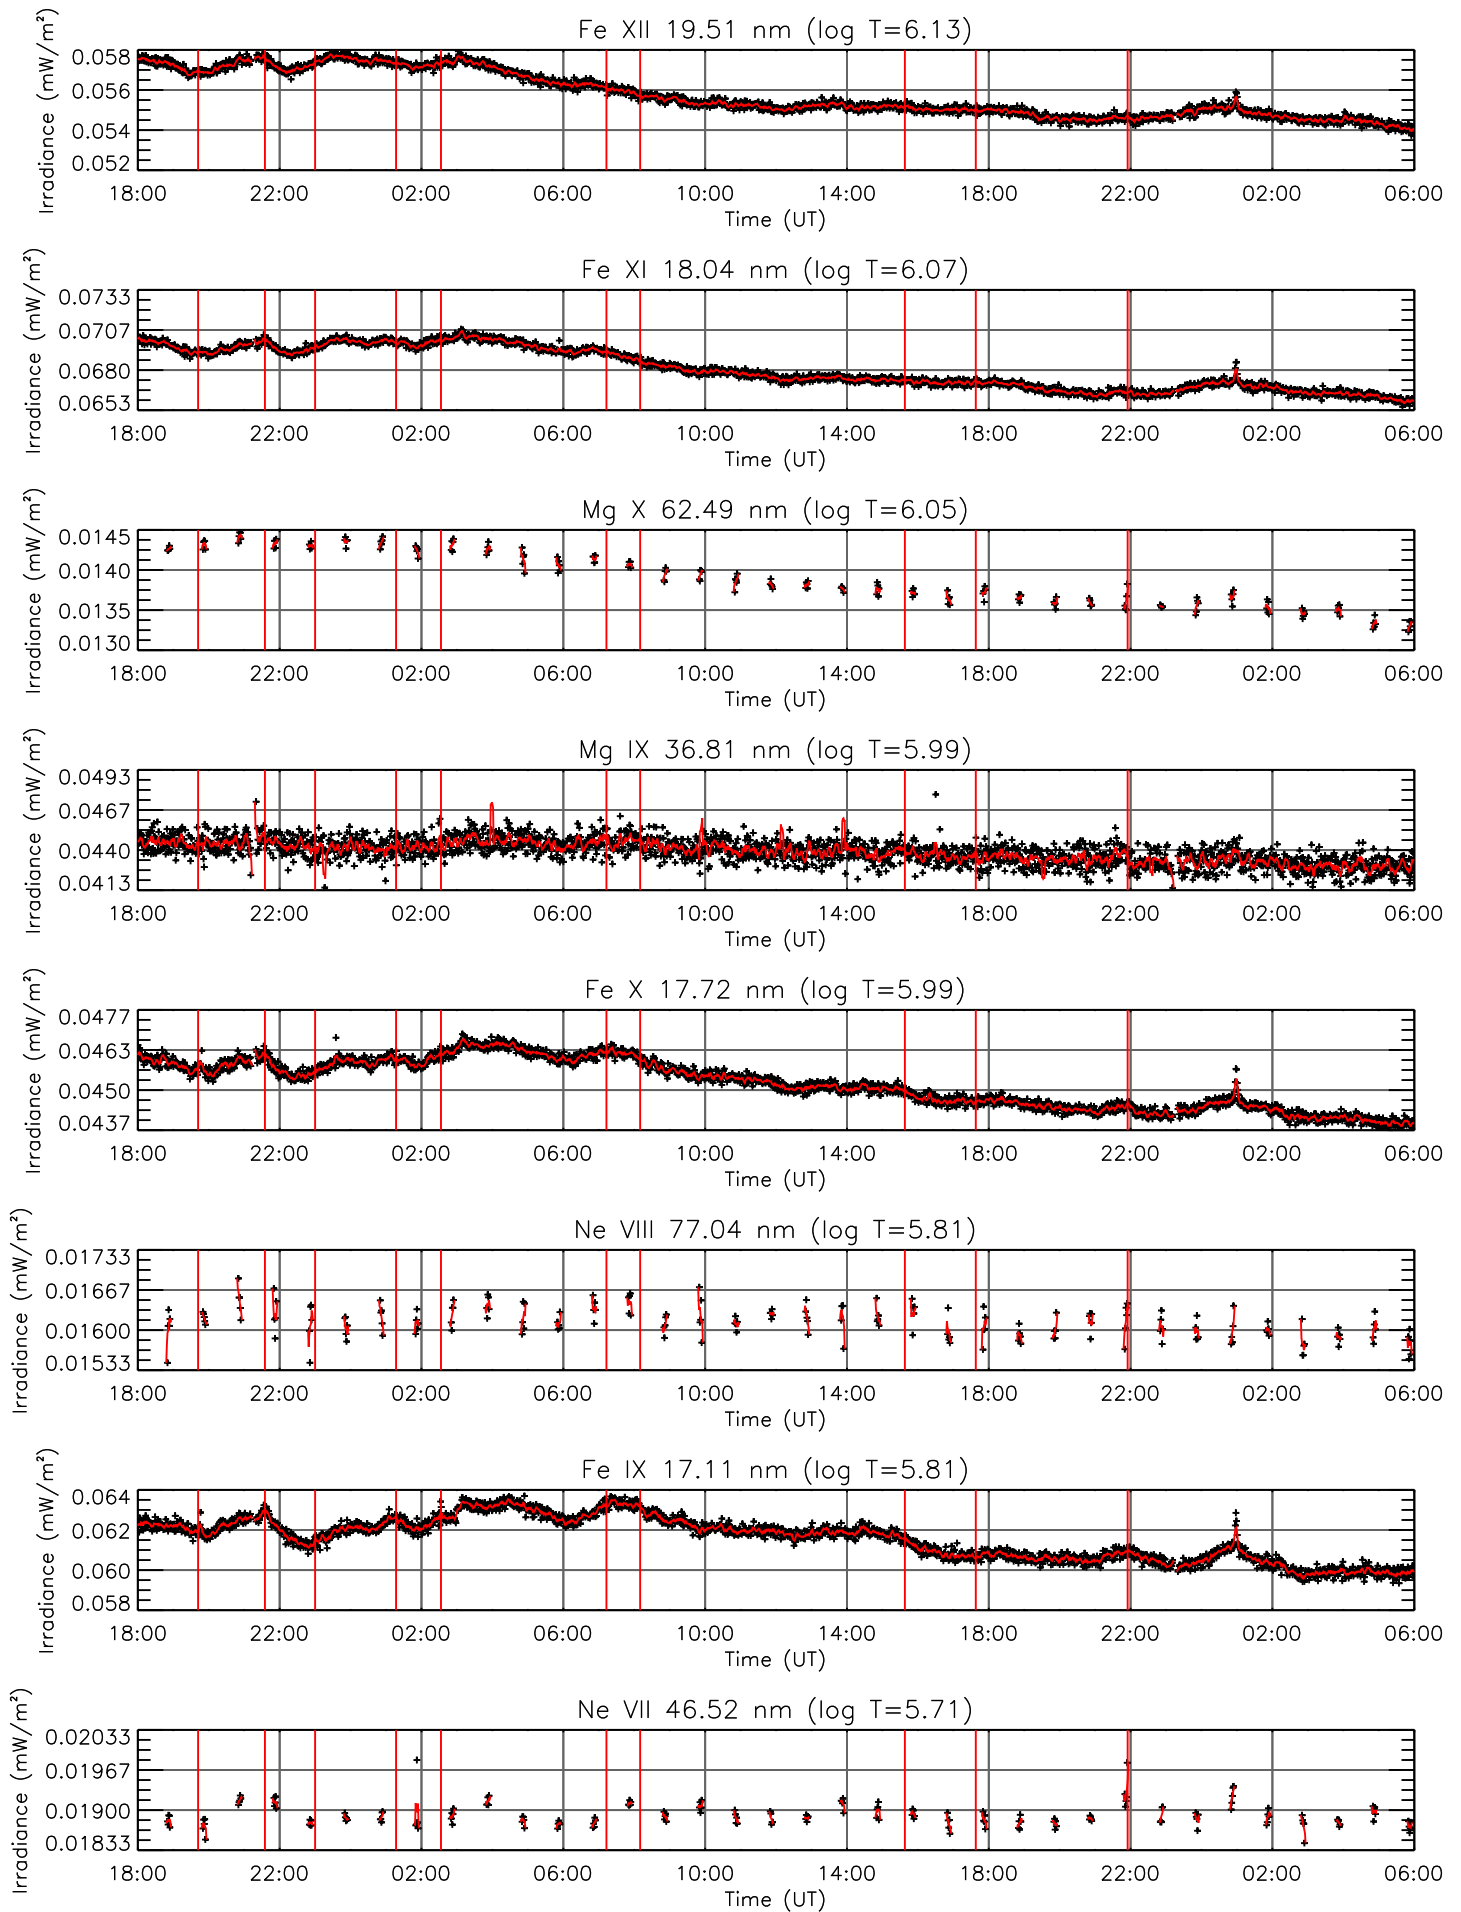 Fe XII 19.51 nm (log T=6.13)
Irradiance (mW/m²)
0.058
0.056
0.054
0.052
18:00 22:00 02:00 06:00 10:00 14:00 18:00 22:00 02:00 06:00
Time (UT)
Fe XI 18.04 nm (log T=6.07)
Irradiance (mW/m²)
0.0733
0.0707
0.0680
0.0653
18:00 22:00 02:00 06:00 10:00 14:00 18:00 22:00 02:00 06:00
Time (UT)
Mg X 62.49 nm (log T=6.05)
Irradiance (mW/m²)
0.0145
0.0140
0.0135
0.0130
18:00 22:00 02:00 06:00 10:00 14:00 18:00 22:00 02:00 06:00
Time (UT)
Mg IX 36.81 nm (log T=5.99)
Irradiance (mW/m²)
0.0493
0.0467
0.0440
0.0413
18:00 22:00 02:00 06:00 10:00 14:00 18:00 22:00 02:00 06:00
Time (UT)
Fe X 17.72 nm (log T=5.99)
Irradiance (mW/m²)
0.0477
0.0463
0.0450
0.0437
18:00 22:00 02:00 06:00 10:00 14:00 18:00 22:00 02:00 06:00
Time (UT)
Ne VIII 77.04 nm (log T=5.81)
Irradiance (mW/m²)
0.01733
0.01667
0.01600
0.01533
18:00 22:00 02:00 06:00 10:00 14:00 18:00 22:00 02:00 06:00
Time (UT)
Fe IX 17.11 nm (log T=5.81)
Irradiance (mW/m²)
0.064
0.062
0.060
0.058
18:00 22:00 02:00 06:00 10:00 14:00 18:00 22:00 02:00 06:00
Time (UT)
Ne VII 46.52 nm (log T=5.71)
Irradiance (mW/m²)
0.02033
0.01967
0.01900
0.01833
18:00 22:00 02:00 06:00 10:00 14:00 18:00 22:00 02:00 06:00
Time (UT)